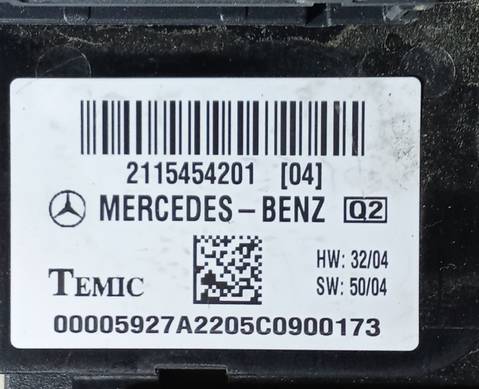 2115454201 [04]
MERCEDES-BENZ Q2
HW: 32/04
TEMIC SW: 50/04
00005927A2205C0900173